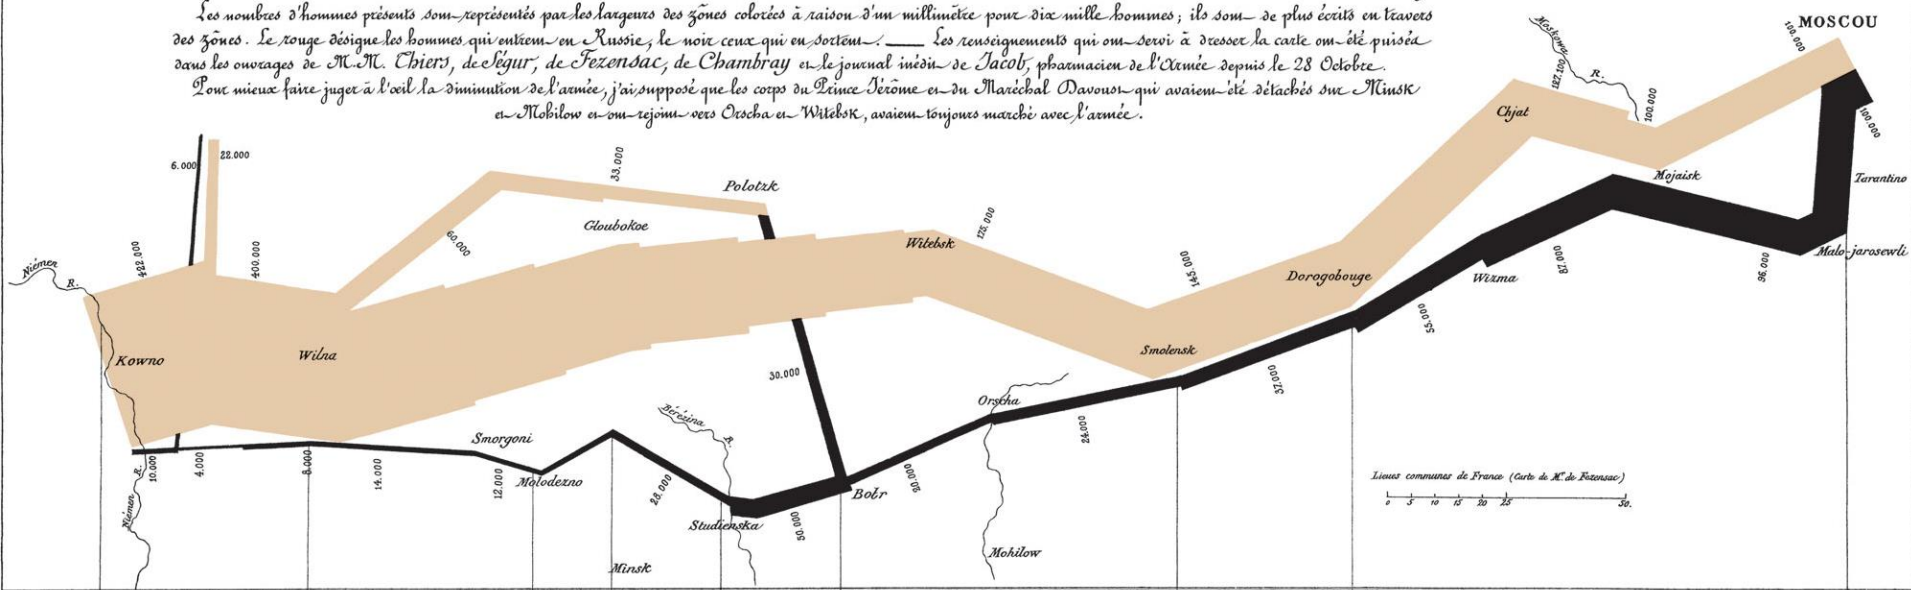 Les nombres d'hommes présents sont représentés par les largeurs des zônes colorées à raison d'un millimètre pour dix mille hommes; ils sont de plus écrits en travers
des zônes. Le rouge désigne les hommes qui entrent en Russie, le noir ceux qui en sortent. — Les renseignements qui ont servi à dresser la carte ont été puisés
dans les ouvrages de M.M. Thiers, de Ségur, de Fezensac, de Chambray et le journal inédit de Jacob, pharmacien de l'Armée depuis le 28 Octobre.
Pour mieux faire juger à l'œil la diminution de l'armée, j'ai supposé que les corps du Prince Jérôme et du Maréchal Davoust qui avaient été détachés sur Minsk
et Mohilow et ont rejoint vers Orscha et Witebsk, avaient toujours marché avec l'armée.
MOSCOU
100.000
Moskowa
R.
127.100
100.000
Chjat
100.000
Mojaisk
Tarantino
Malo-jarosewli
6.000
22.000
33.000
Polotzk
Gloubokoe
60.000
175.000
Witebsk
422.000
400.000
Niémen
R.
145.000
Dorogobouge
Wizma
87.000
96.000
55.000
Kowno
Wilna
Smolensk
30.000
37.000
Orscha
Bérézina
R.
24.000
Smorgoni
10.000
4.000
8.000
14.000
12.000
Molodezno
28.000
20.000
Bobr
R.
Niémen
Studienska
50.000
Lieues communes de France (Carte de M. de Fezensac)
0 5 10 15 20 25 50.
Mohilow
Minsk